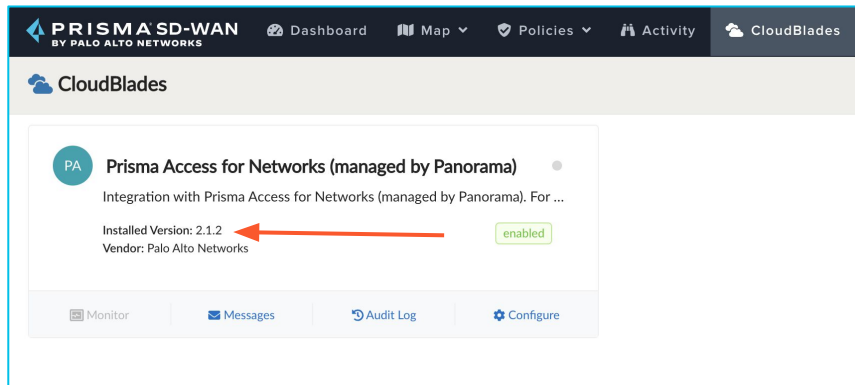 PRISMA SD-WAN
BY PALO ALTO NETWORKS
Dashboard
Map
Policies
Activity
CloudBlades
CloudBlades
PA
Prisma Access for Networks (managed by Panorama)
Integration with Prisma Access for Networks (managed by Panorama). For ...
Installed Version: 2.1.2
enabled
Vendor: Palo Alto Networks
Monitor
Messages
Audit Log
Configure